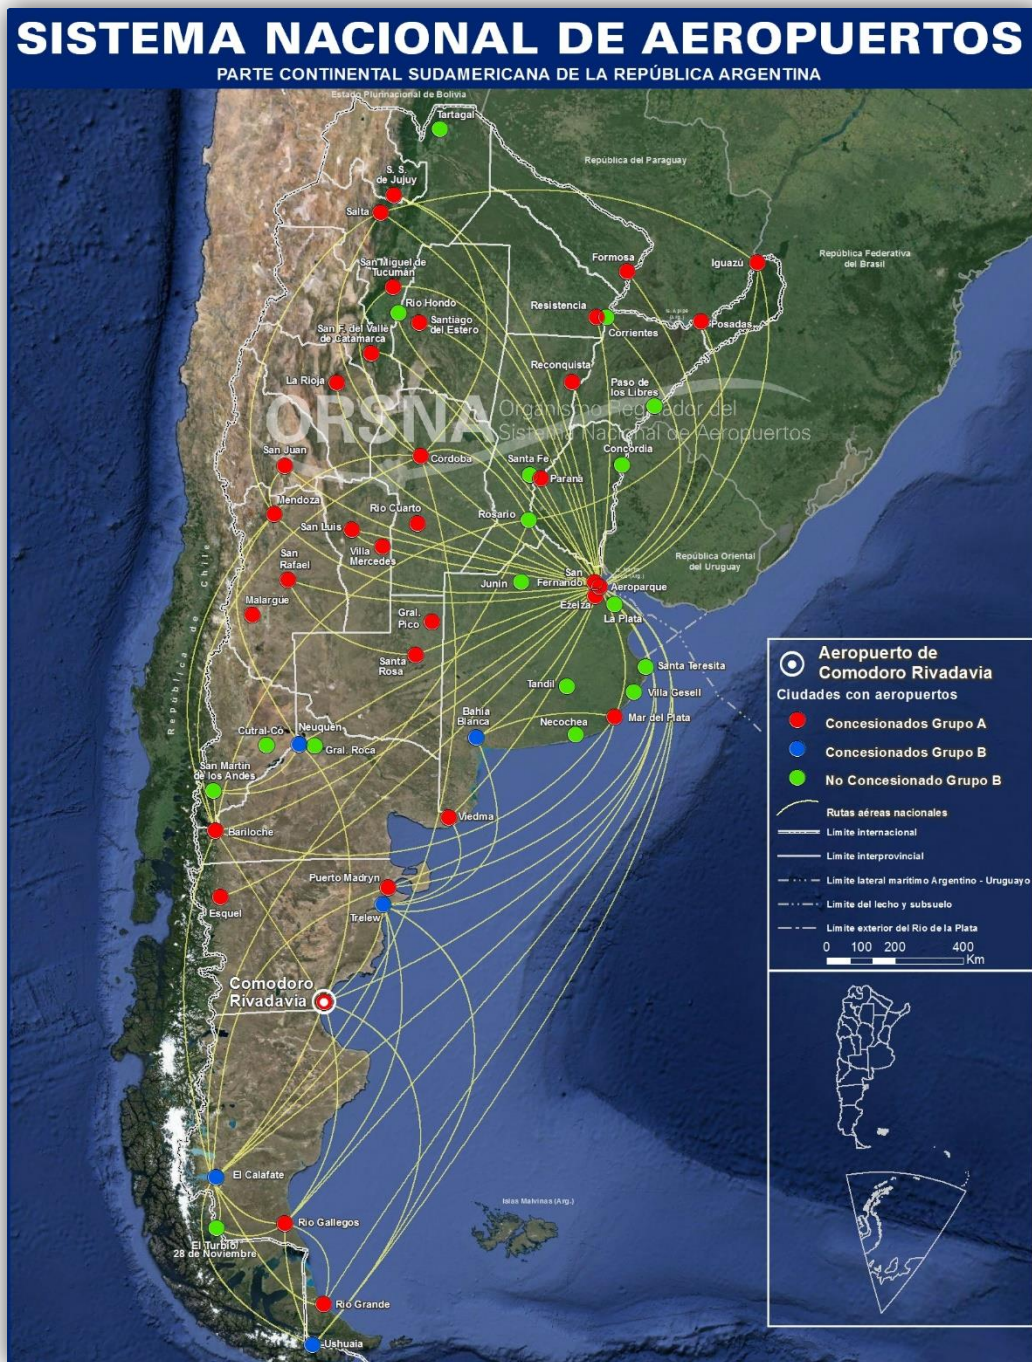 SISTEMA NACIONAL DE AEROPUERTOS
PARTE CONTINENTAL SUDAMERICANA DE LA REPÚBLICA ARGENTINA
Estado Plurinacional de Bolivia
Tartagal
República del Paraguay
S. S.
de Jujuy
Salta
República Federativa
del Brasil
Formosa
Iguazú
San Miguel de
Tucumán
Río Hondo
Santiago
del Estero
Resistencia
Corrientes
Posadas
San F. del Valle
de Catamarca
La Rioja
Reconquista
Paso de
los Libres
ORSNA
Organismo Regulador del
Sistema Nacional de Aeropuertos
San Juan
Córdoba
Santa Fe
Paraná
Concordia
Mendoza
Río Cuarto
Rosario
San Luis
Villa
Mercedes
República Oriental
del Uruguay
San
Rafael
Junín
San
Fernando
Aeroparque
Ezeiza
La Plata
Malargüe
Gral.
Pico
Santa
Rosa
República de Chile
Santa Teresita
Tandil
Villa Gesell
Mar del Plata
Necochea
Bahía
Blanca
Cutral-Có
Neuquén
Gral. Roca
San Martín
de los Andes
Bariloche
Viedma
Puerto Madryn
Trelew
Esquel
Comodoro
Rivadavia
El Calafate
Río Gallegos
El Turbio/
28 de Noviembre
Islas Malvinas (Arg.)
Río Grande
Ushuaia
Aeropuerto de
Comodoro Rivadavia
Ciudades con aeropuertos
Concesionados Grupo A
Concesionados Grupo B
No Concesionado Grupo B
Rutas aéreas nacionales
Límite internacional
Límite interprovincial
Límite lateral marítimo Argentino - Uruguayo
Límite del lecho y subsuelo
Límite exterior del Río de la Plata
0 100 200 400
Km